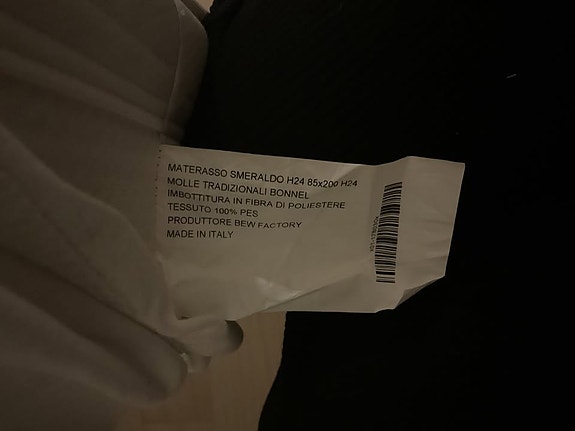 MATERASSO SMERALDO H24 85x200 H24
MOLLE TRADIZIONALI BONNEL
IMBOTTITURA IN FIBRA DI POLIESTERE
TESSUTO 100% PES
PRODUTTORE BEW FACTORY
MADE IN ITALY